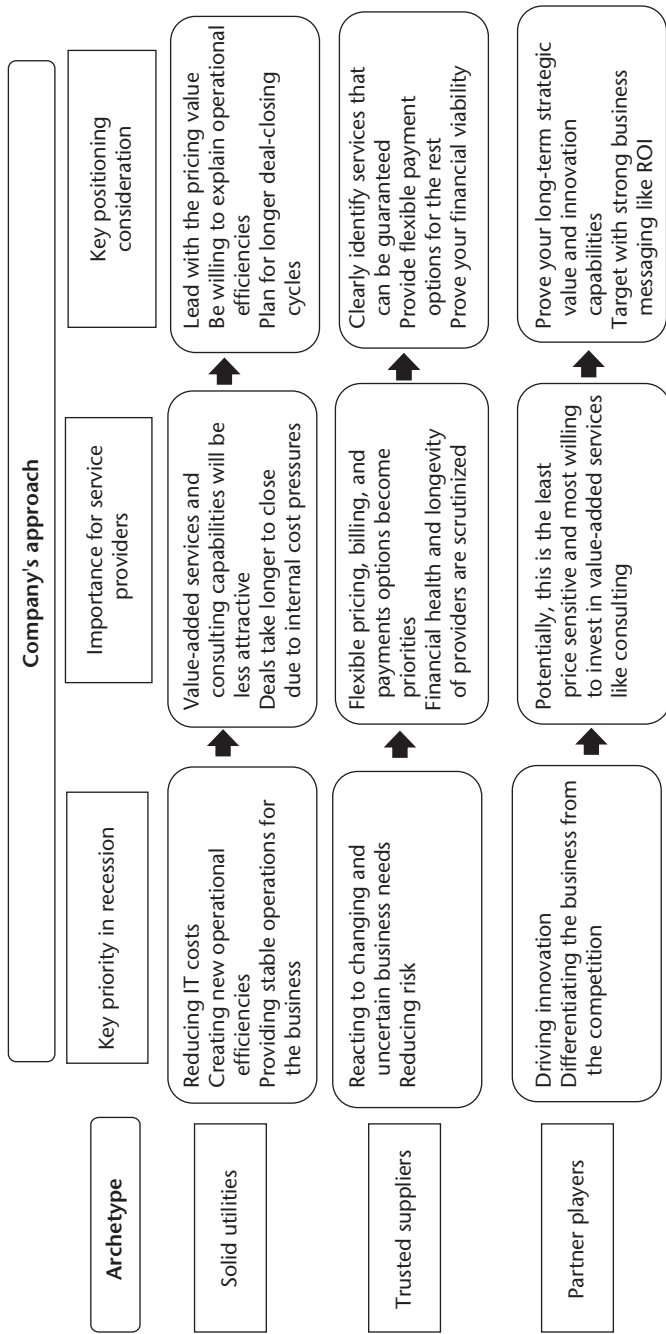 Company's approach
Archetype
Key priority in recession
Importance for service
providers
Key positioning
consideration
Solid utilities
Reducing IT costs
Creating new operational
efficiencies
Providing stable operations for
the business
Value-added services and
consulting capabilities will be
less attractive
Deals take longer to close
due to internal cost pressures
Lead with the pricing value
Be willing to explain operational
efficiencies
Plan for longer deal-closing
cycles
Trusted suppliers
Reacting to changing and
uncertain business needs
Reducing risk
Flexible pricing, billing, and
payments options become
priorities
Financial health and longevity
of providers are scrutinized
Clearly identify services that
can be guaranteed
Provide flexible payment
options for the rest
Prove your financial viability
Partner players
Driving innovation
Differentiating the business from
the competition
Potentially, this is the least
price sensitive and most willing
to invest in value-added services
like consulting
Prove your long-term strategic
value and innovation
capabilities
Target with strong business
messaging like ROI